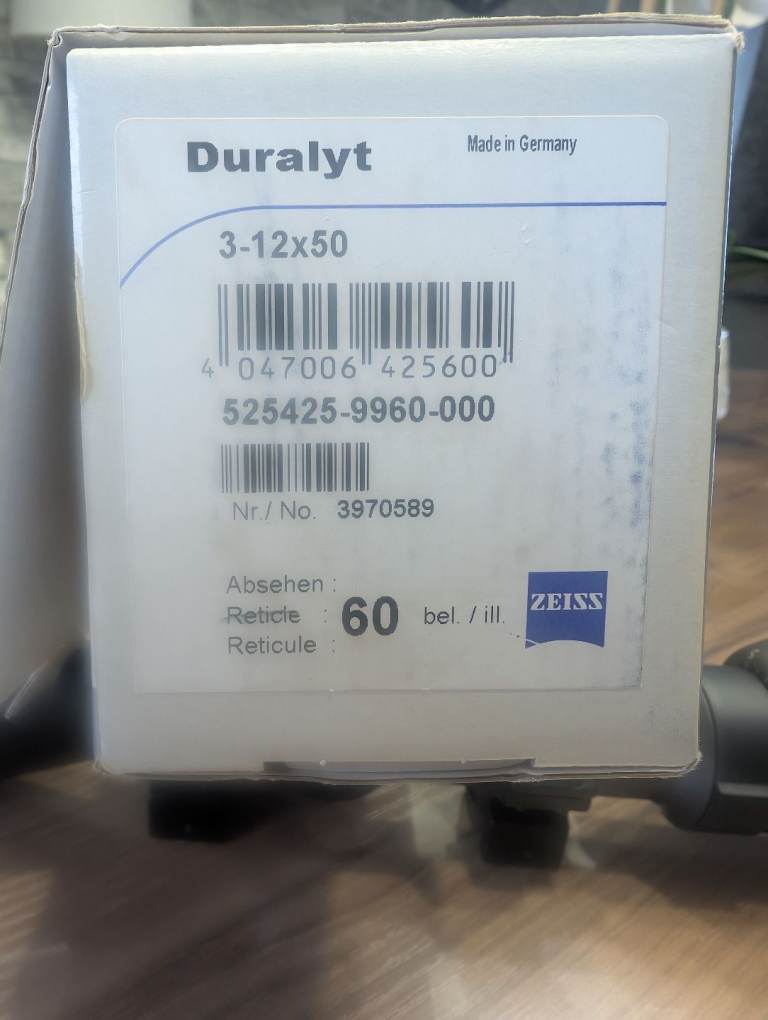 Duralyt
Made in Germany
3-12x50
4 047006 425600
525425-9960-000
Nr./ No. 3970589
Absehen :
Reticle : 60 bel. / ill.
Reticule :
ZEISS